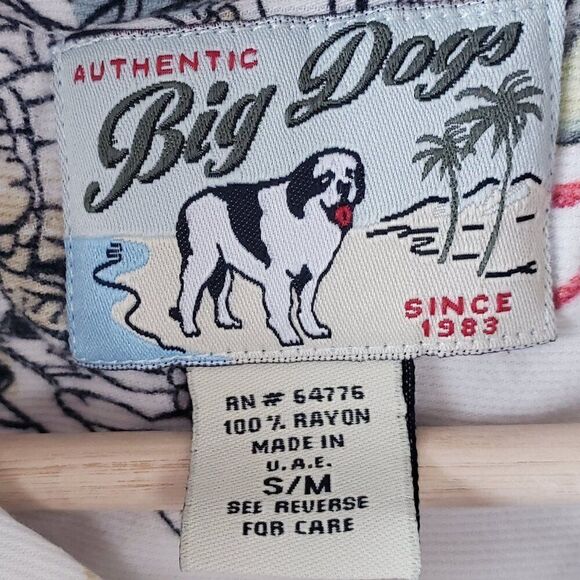 AUTHENTIC
Big Dogs
SINCE
1983
RN # 64776
100% RAYON
MADE IN
U.A.E.
S/M
SEE REVERSE
FOR CARE